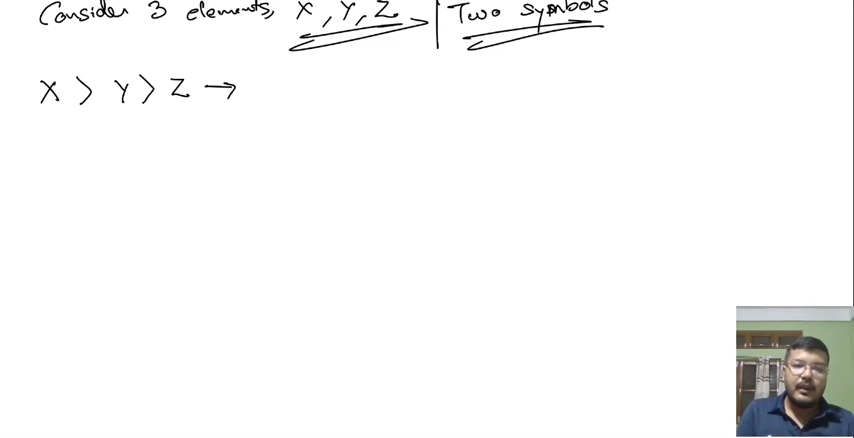 Consider 3 elements, X, Y, Z | Two symbols
X > Y > Z →